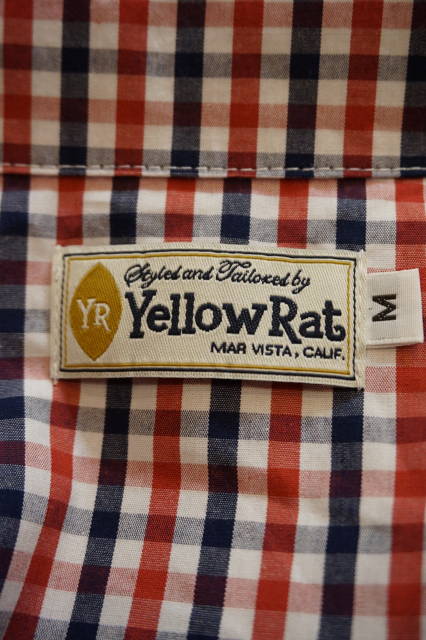 Styled and Tailored by
YR
YellowRat
MAR VISTA, CALIF.
M